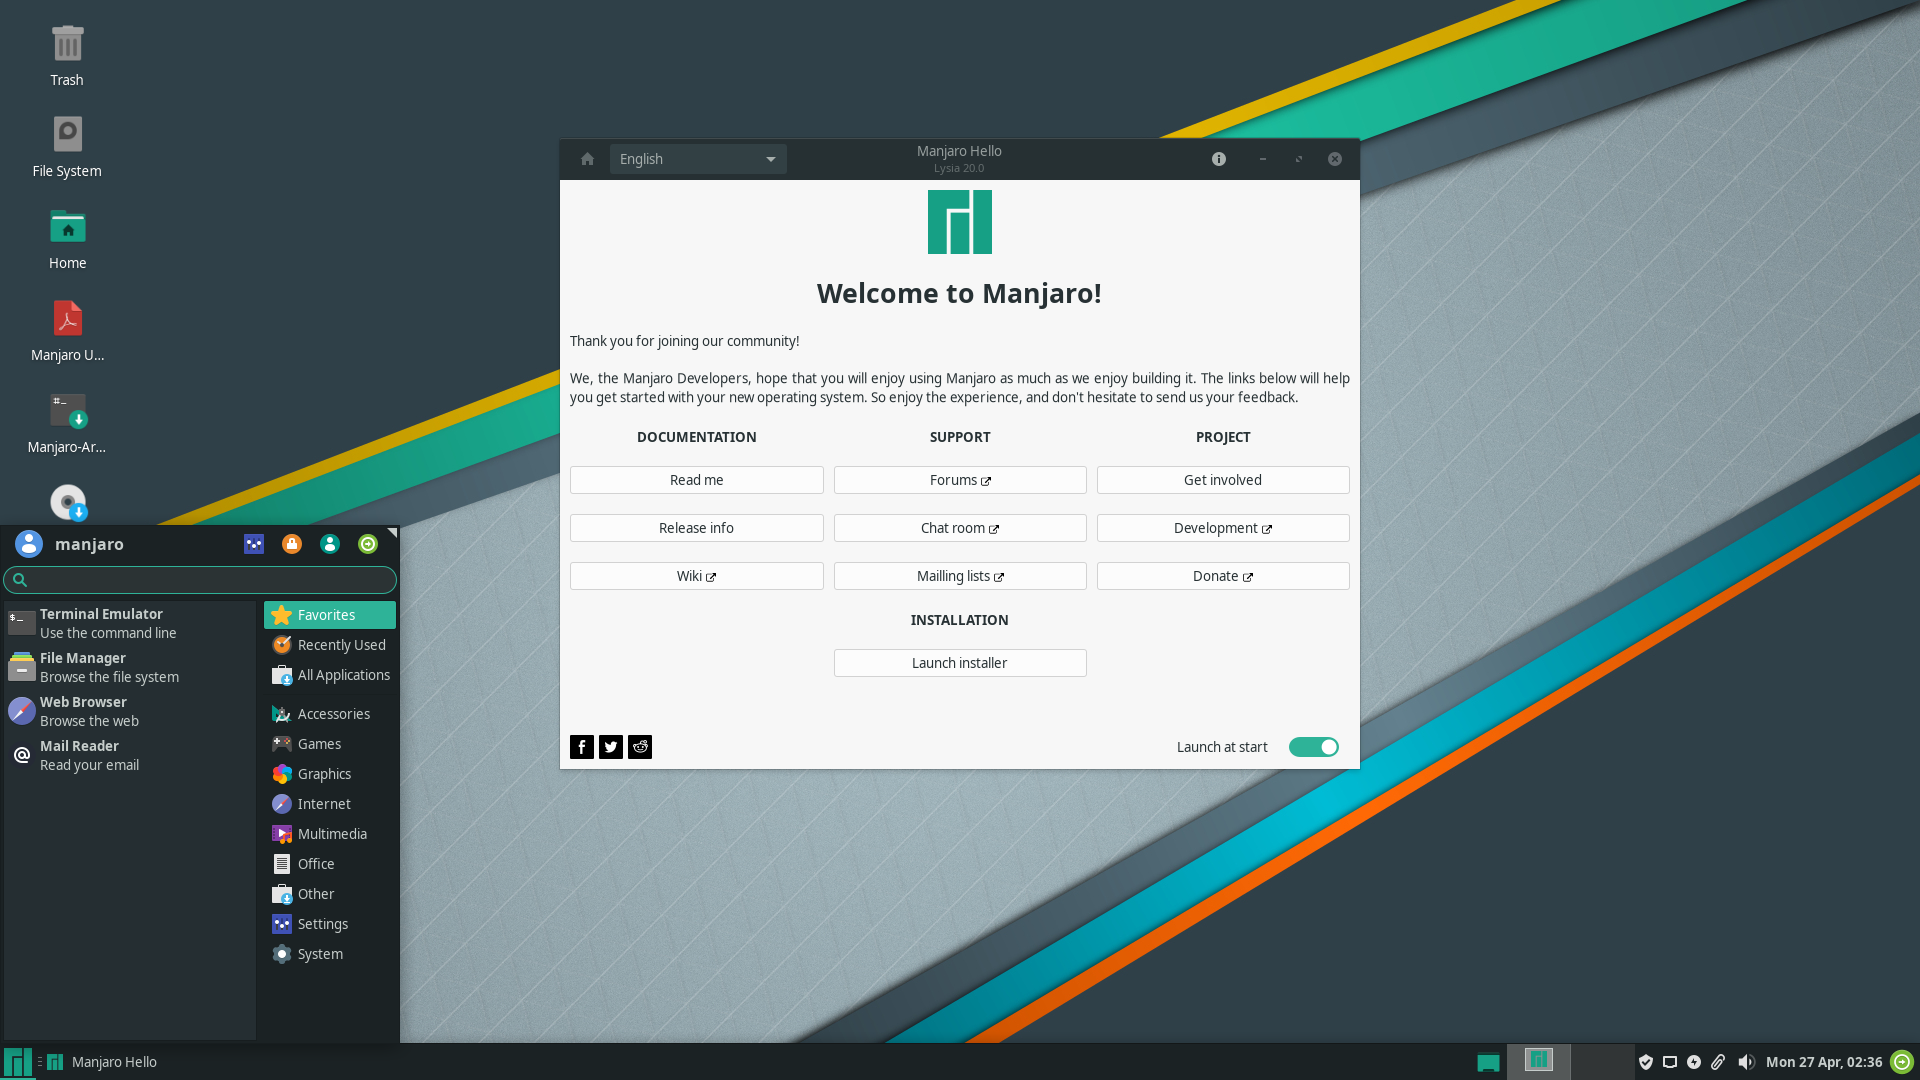 Trash
File System
Home
Manjaro U...
Manjaro-Ar...
English
Manjaro Hello
Lysia 20.0
Welcome to Manjaro!
Thank you for joining our community!
We, the Manjaro Developers, hope that you will enjoy using Manjaro as much as we enjoy building it. The links below will help
you get started with your new operating system. So enjoy the experience, and don't hesitate to send us your feedback.
DOCUMENTATION
SUPPORT
PROJECT
Read me
Forums
Get involved
Release info
Chat room
Development
Wiki
Mailling lists
Donate
INSTALLATION
Launch installer
Launch at start
manjaro
Terminal Emulator
Use the command line
File Manager
Browse the file system
Web Browser
Browse the web
Mail Reader
Read your email
Favorites
Recently Used
All Applications
Accessories
Games
Graphics
Internet
Multimedia
Office
Other
Settings
System
Manjaro Hello
Mon 27 Apr, 02:36